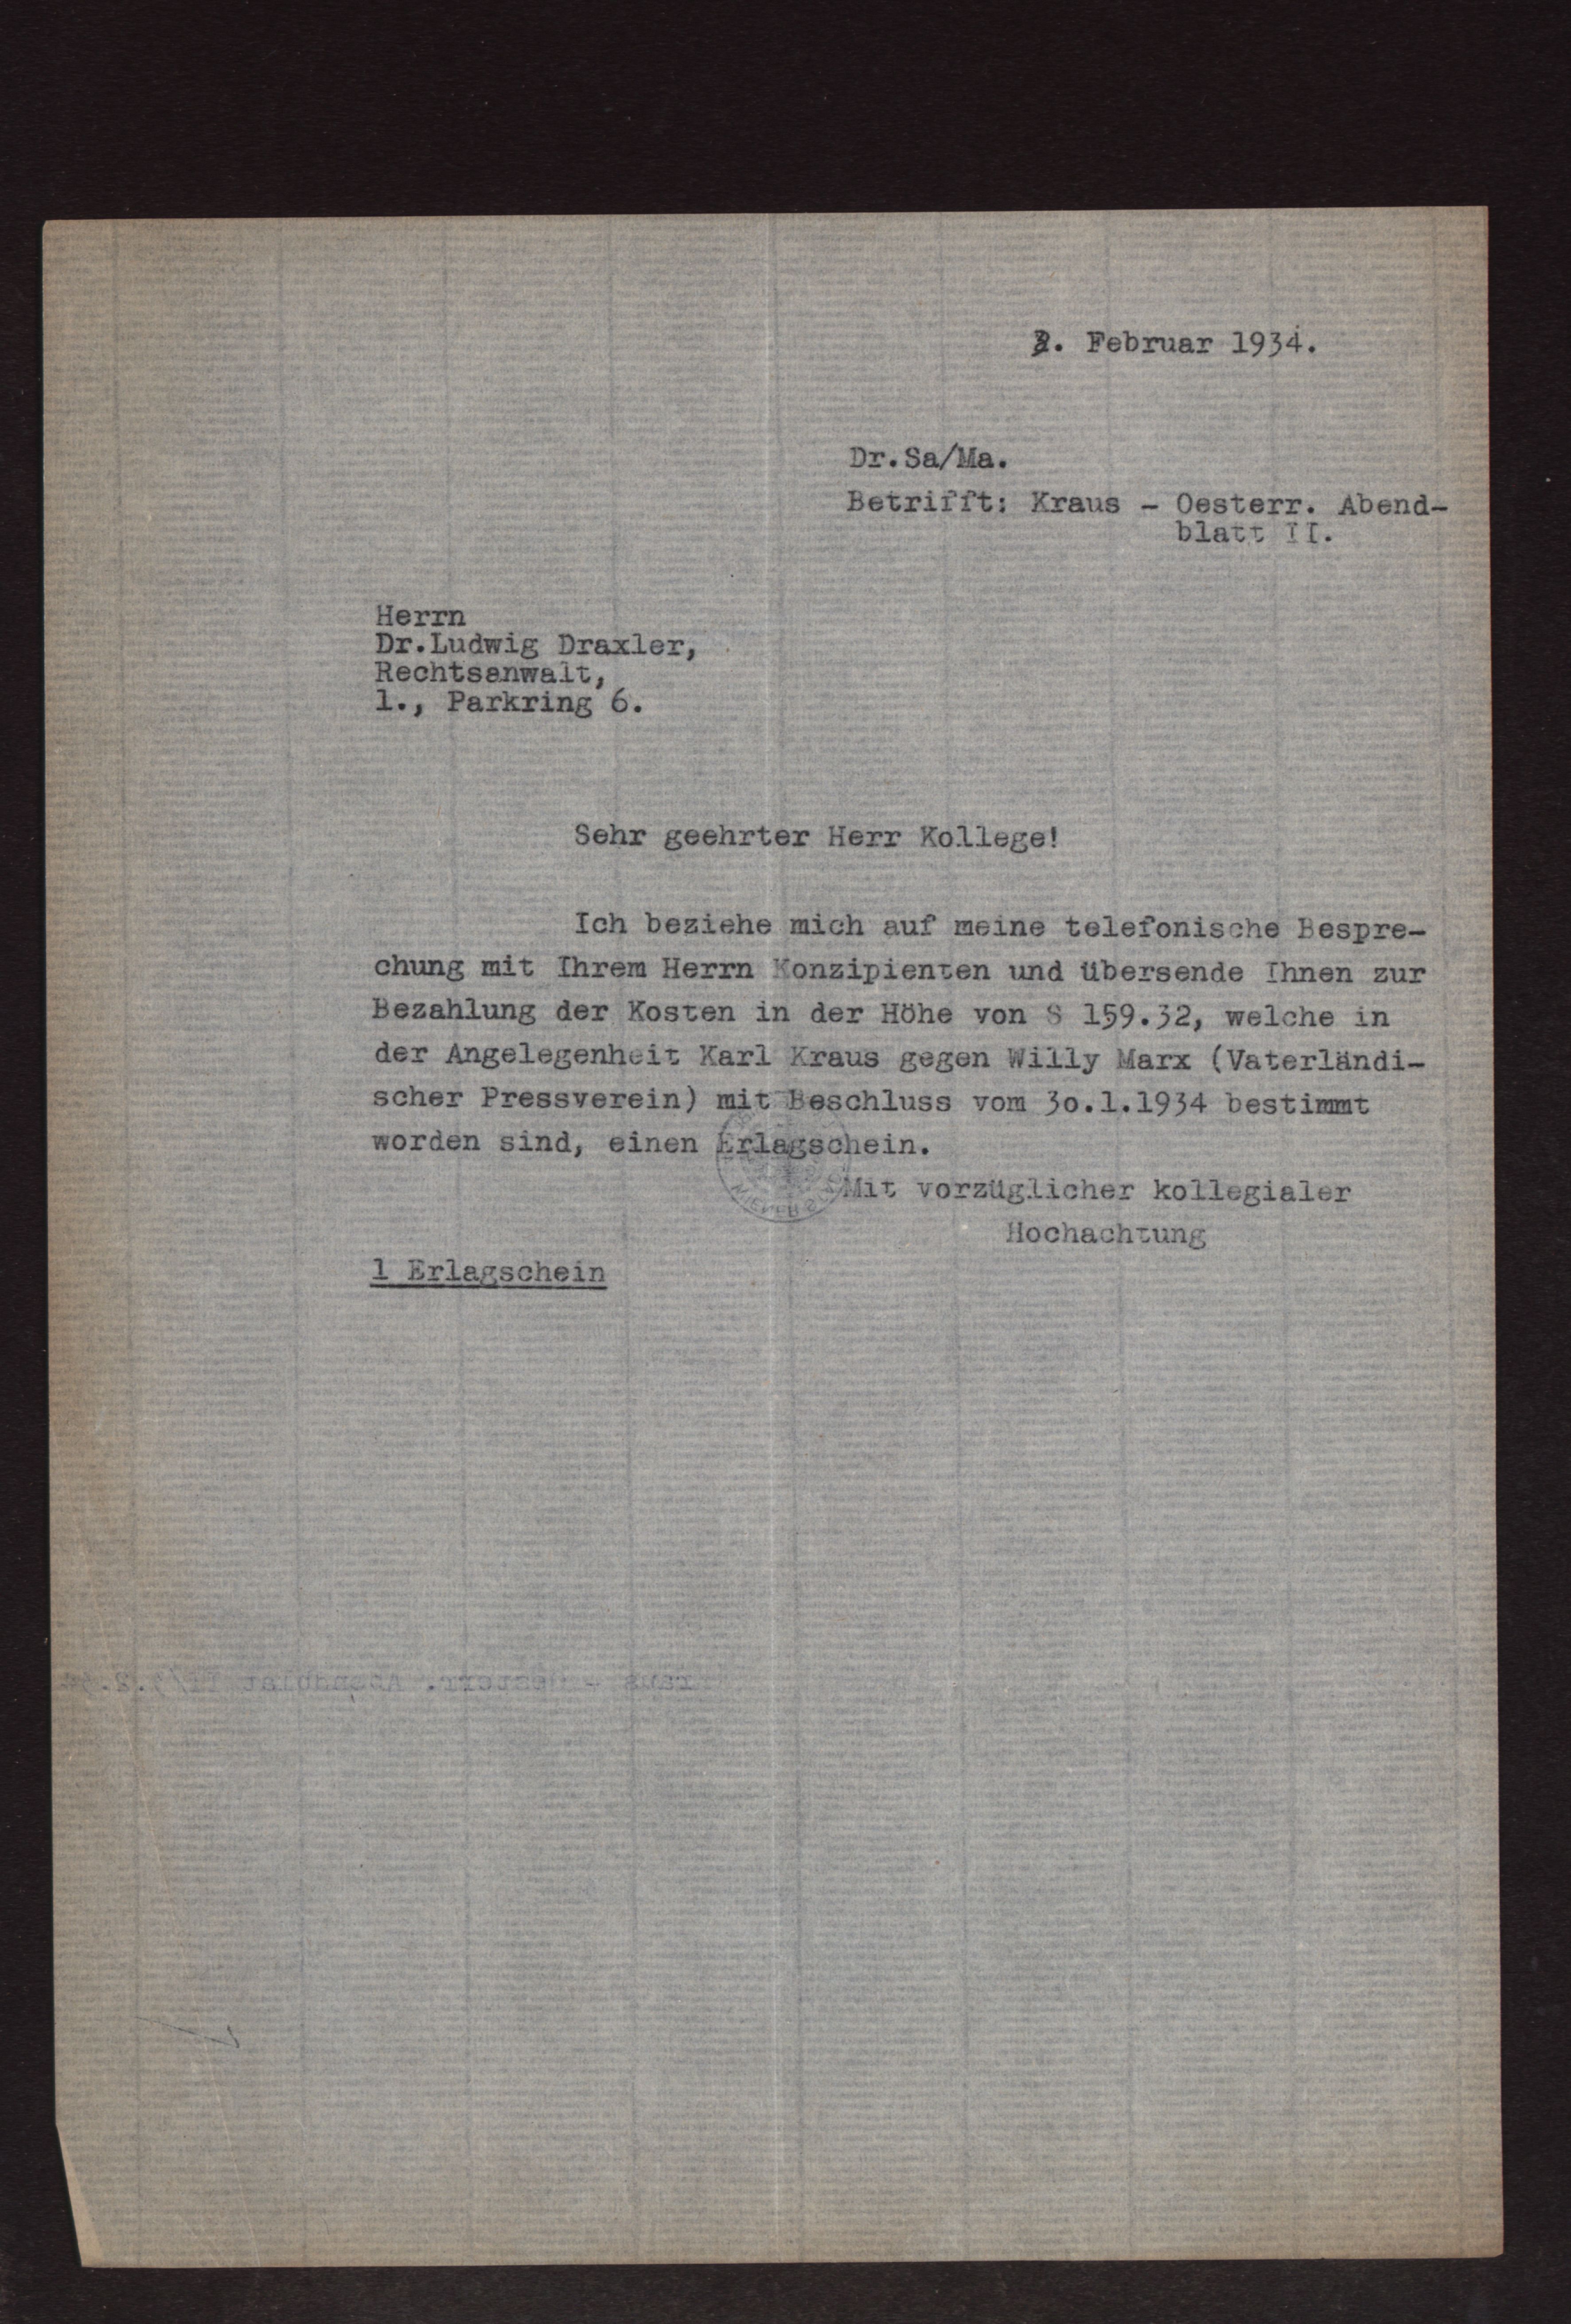 2. Februar 1934.
Dr.Sa/Ma.
Betrifft: Kraus - Oesterr. Abend-
blatt II.
Herrn
Dr.Ludwig Draxler,
Rechtsanwalt,
1., Parkring 6.
Sehr geehrter Herr Kollege!
Ich beziehe mich auf meine telefonische Bespre-
chung mit Ihrem Herrn Konzipienten und übersende Ihnen zur
Bezahlung der Kosten in der Höhe von S 159.32, welche in
der Angelegenheit Karl Kraus gegen Willy Marx (Vaterländi-
scher Pressverein) mit Beschluss vom 3o.1.1934 bestimmt
worden sind, einen Erlagschein.
Mit vorzüglicher kollegialer
Hochachtung
1 Erlagschein